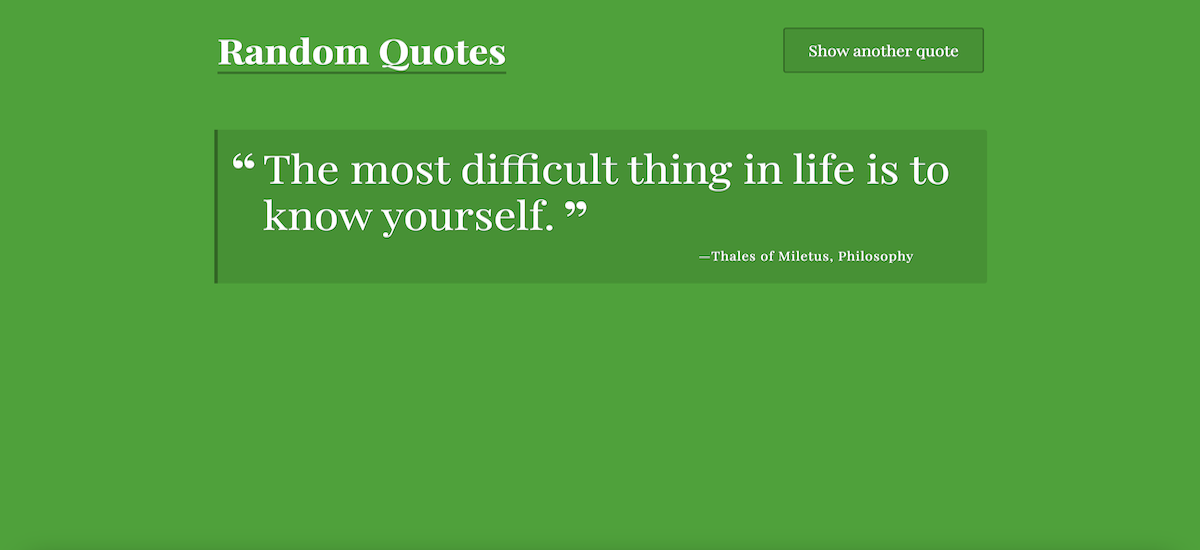 Random Quotes
Show another quote
“ The most difficult thing in life is to
know yourself. ”
—Thales of Miletus, Philosophy